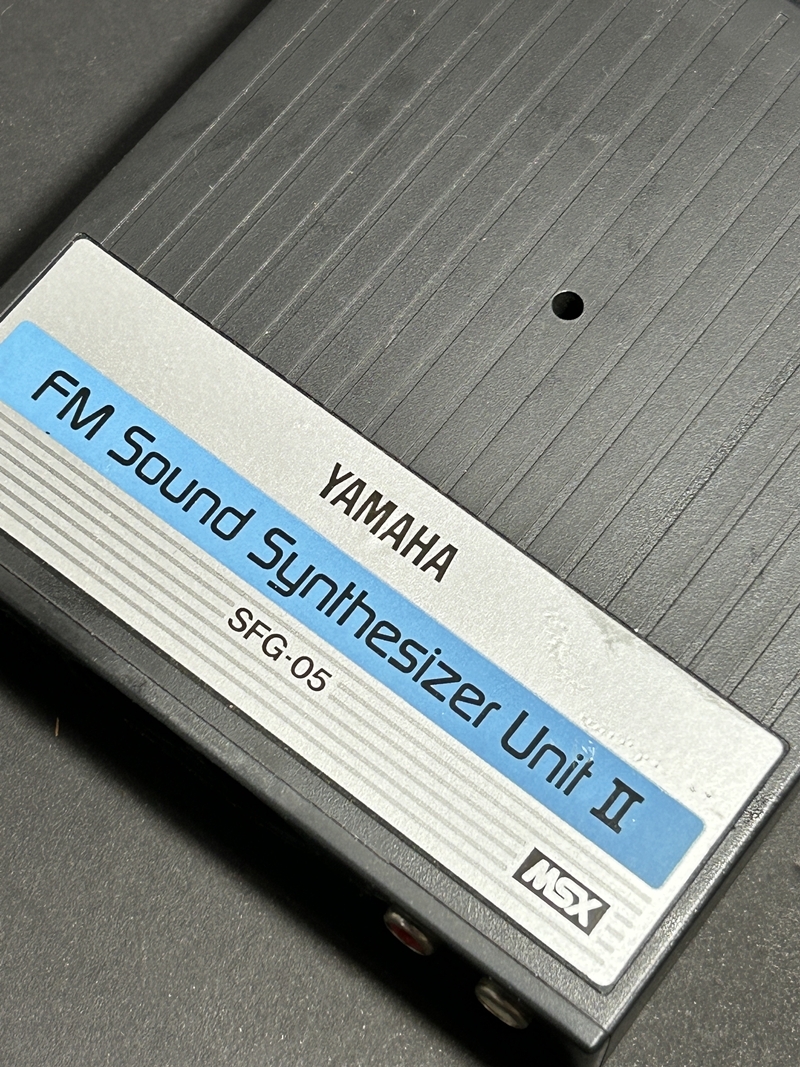 YAMAHA
FM Sound Synthesizer Unit II
SFG-05
MSX